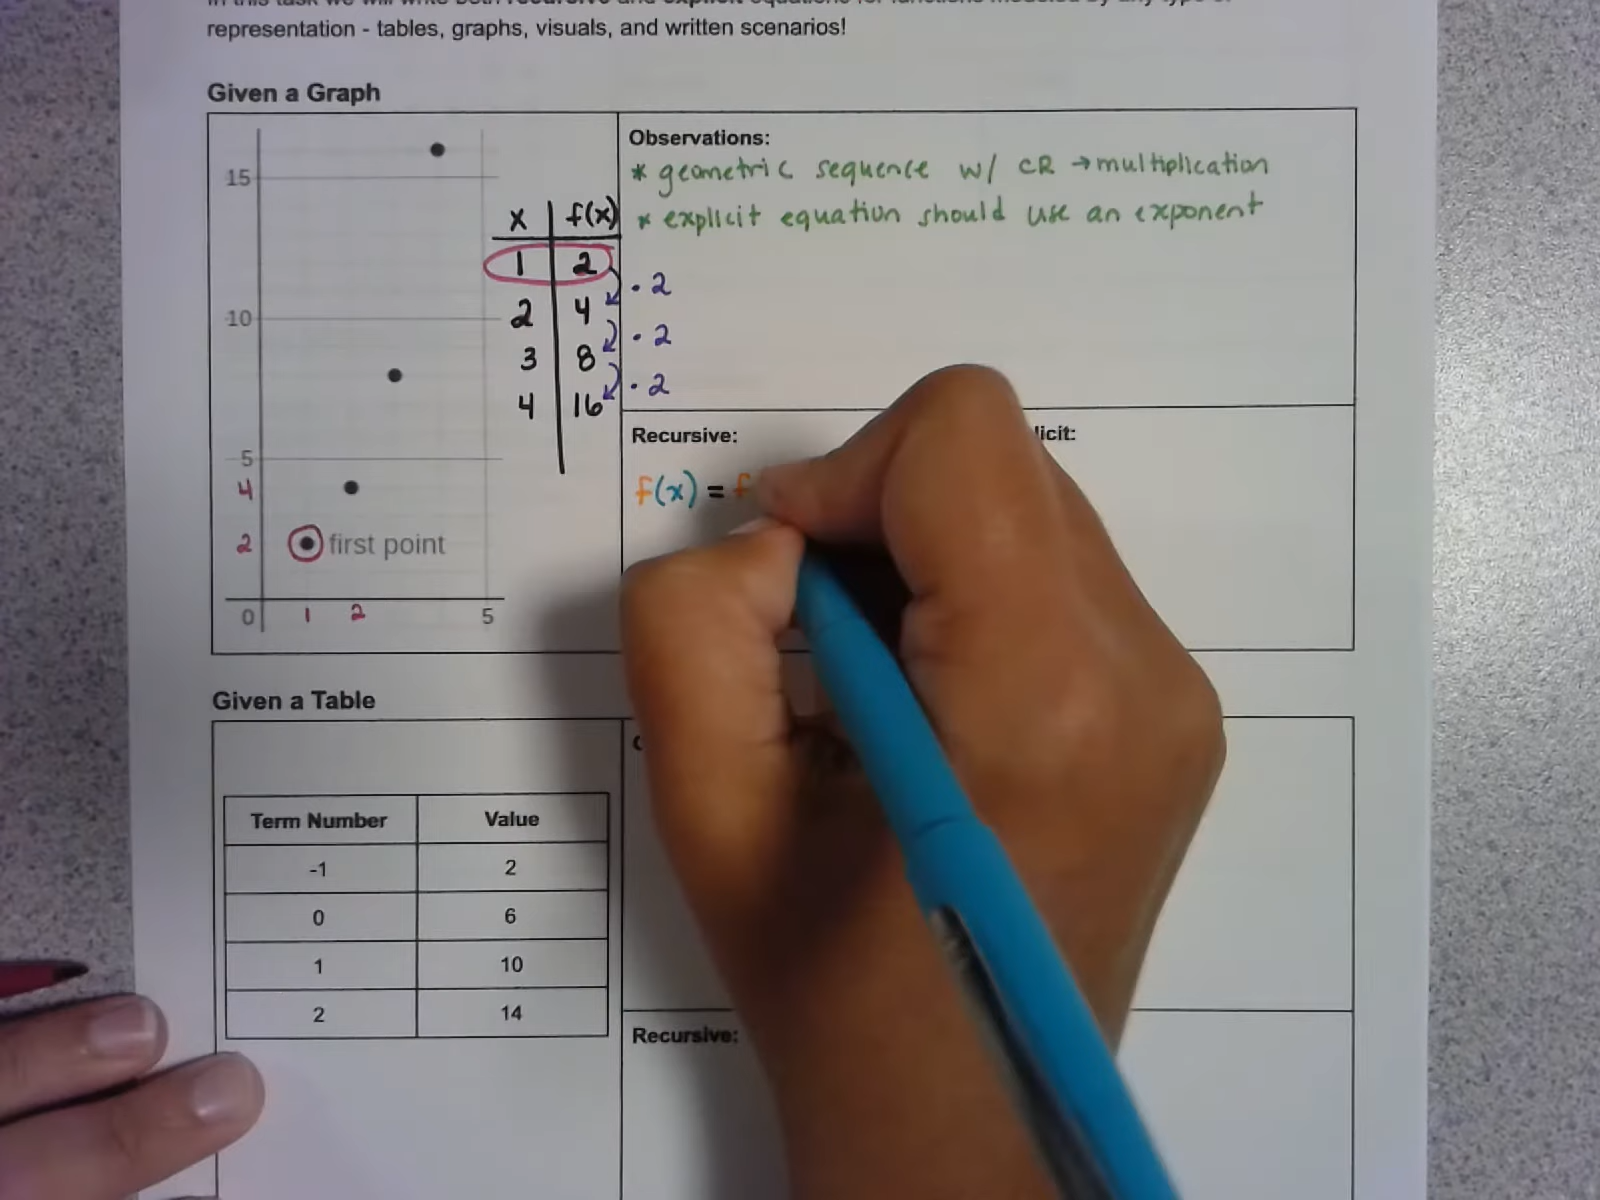 representation - tables, graphs, visuals, and written scenarios!
Given a Graph
15
10
5
4
2
first point
0 1 2 5
x f(x)
1 2
2 4
3 8
4 16
· 2
· 2
· 2
Observations:
* geometric sequence w/ CR → multiplication
* explicit equation should use an exponent
Recursive:
f(x) = f
licit:
Given a Table
Term Number Value
-1 2
0 6
1 10
2 14
Recursive: